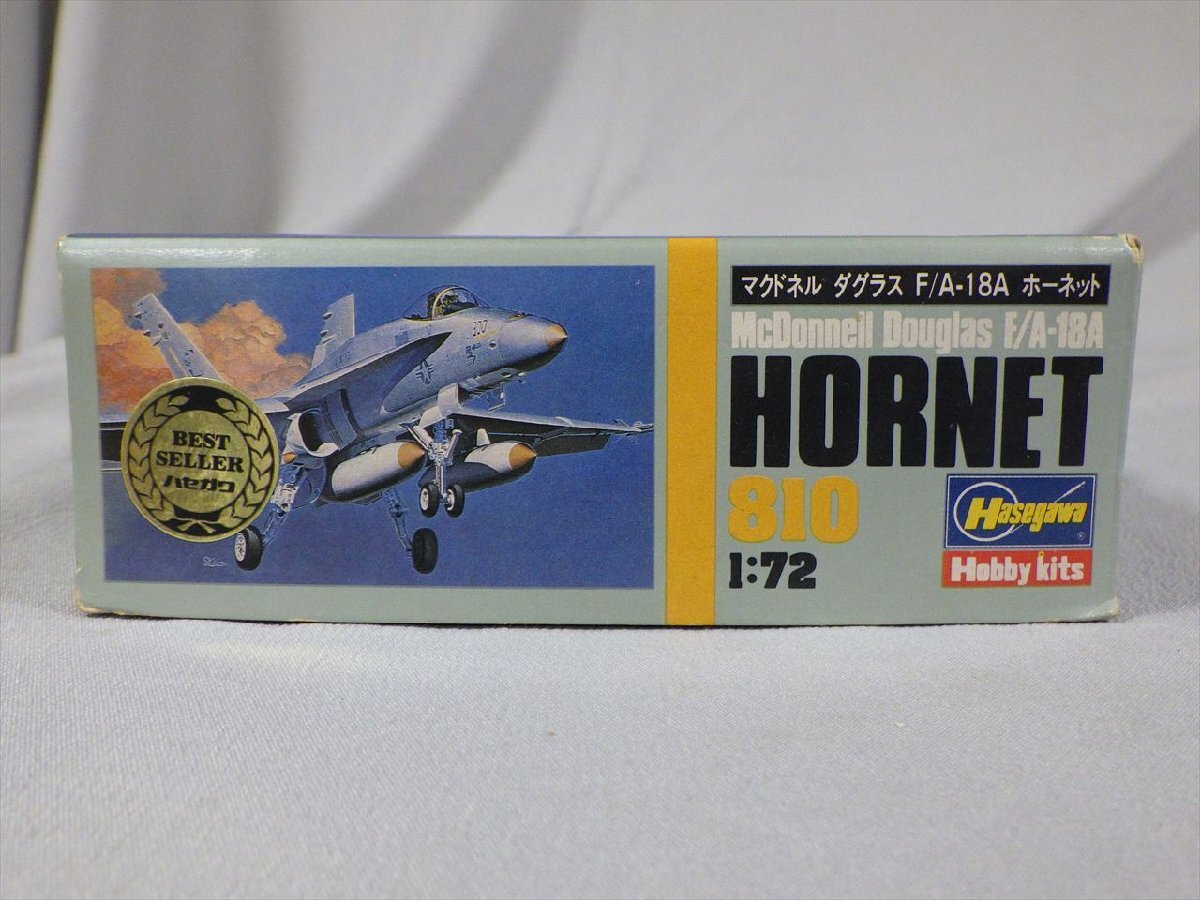 BEST
SELLER
ハセガワ
300
マクドネル ダグラス F/A-18A ホーネット
McDonnell Douglas F/A-18A
HORNET
810
1:72
Hasegawa
®
Hobby kits